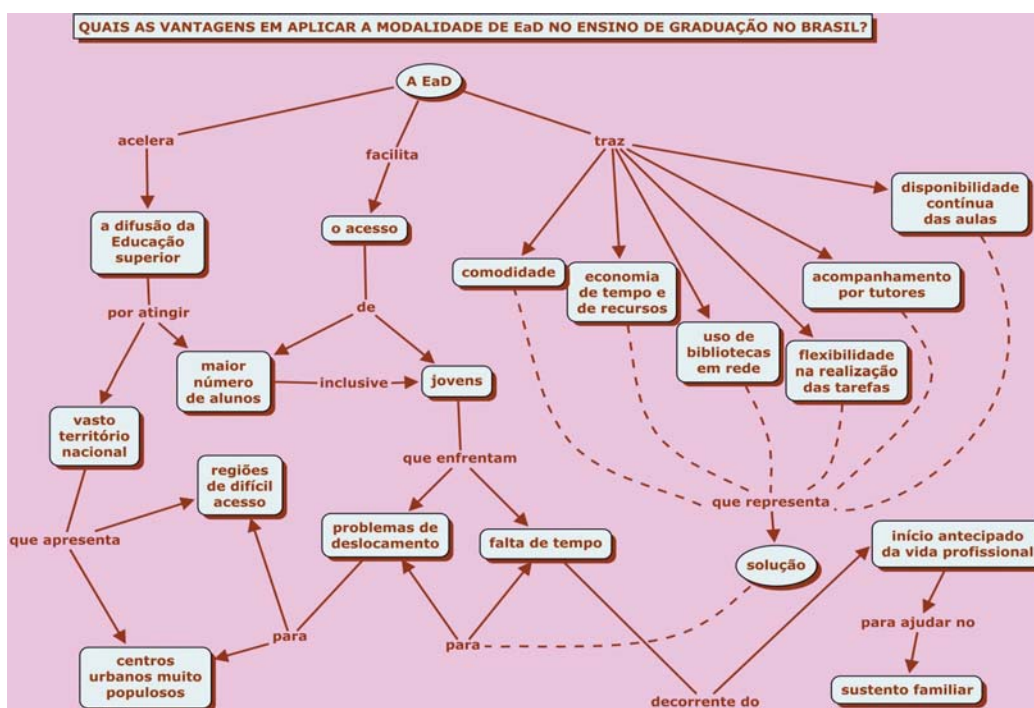 QUAIS AS VANTAGENS EM APLICAR A MODALIDADE DE EaD NO ENSINO DE GRADUAÇÃO NO BRASIL?
A EaD
acelera
facilita
traz
a difusão da
Educação
superior
o acesso
comodidade
economia
de tempo e
de recursos
uso de
bibliotecas
em rede
flexibilidade
na realização
das tarefas
acompanhamento
por tutores
disponibilidade
contínua
das aulas
por atingir
de
maior
número
de alunos
inclusive
jovens
vasto
território
nacional
que enfrentam
que representa
regiões
de difícil
acesso
que apresenta
problemas de
deslocamento
falta de tempo
solução
início antecipado
da vida profissional
para
para
para ajudar no
centros
urbanos muito
populosos
decorrente do
sustento familiar